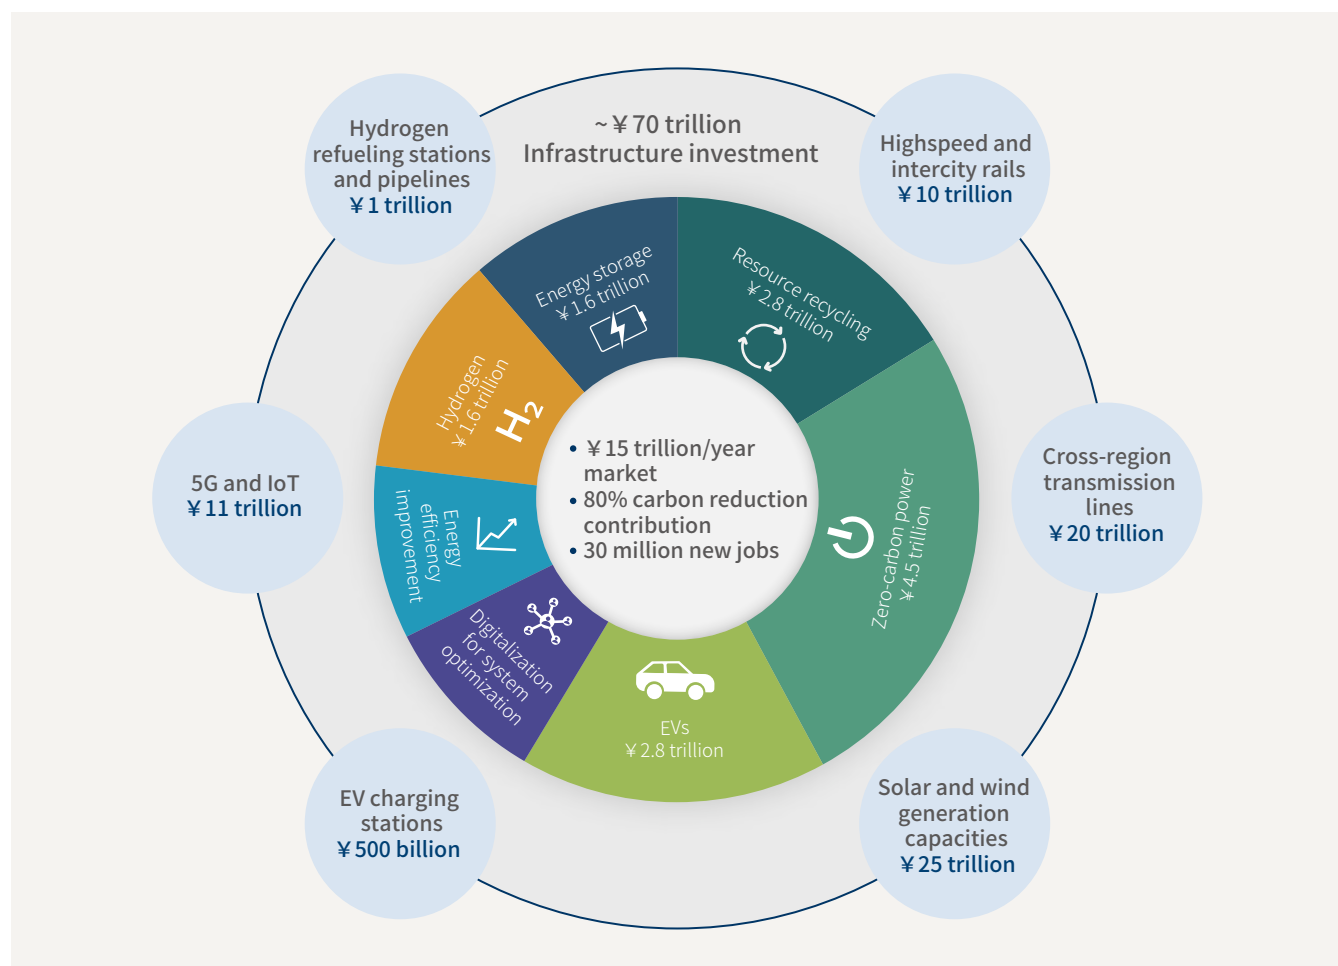 ~ ¥ 70 trillion
Infrastructure investment
Hydrogen
refueling stations
and pipelines
¥ 1 trillion
Highspeed and
intercity rails
¥ 10 trillion
5G and IoT
¥ 11 trillion
Cross-region
transmission
lines
¥ 20 trillion
EV charging
stations
¥ 500 billion
Solar and wind
generation
capacities
¥ 25 trillion
Energy storage
¥ 1.6 trillion
Resource recycling
¥ 2.8 trillion
Hydrogen
¥ 1.6 trillion
H2
Zero-carbon power
¥ 4.5 trillion
Energy
efficiency
improvement
Digitalization
for system
optimization
EVs
¥ 2.8 trillion
• ¥ 15 trillion/year
market
• 80% carbon reduction
contribution
• 30 million new jobs